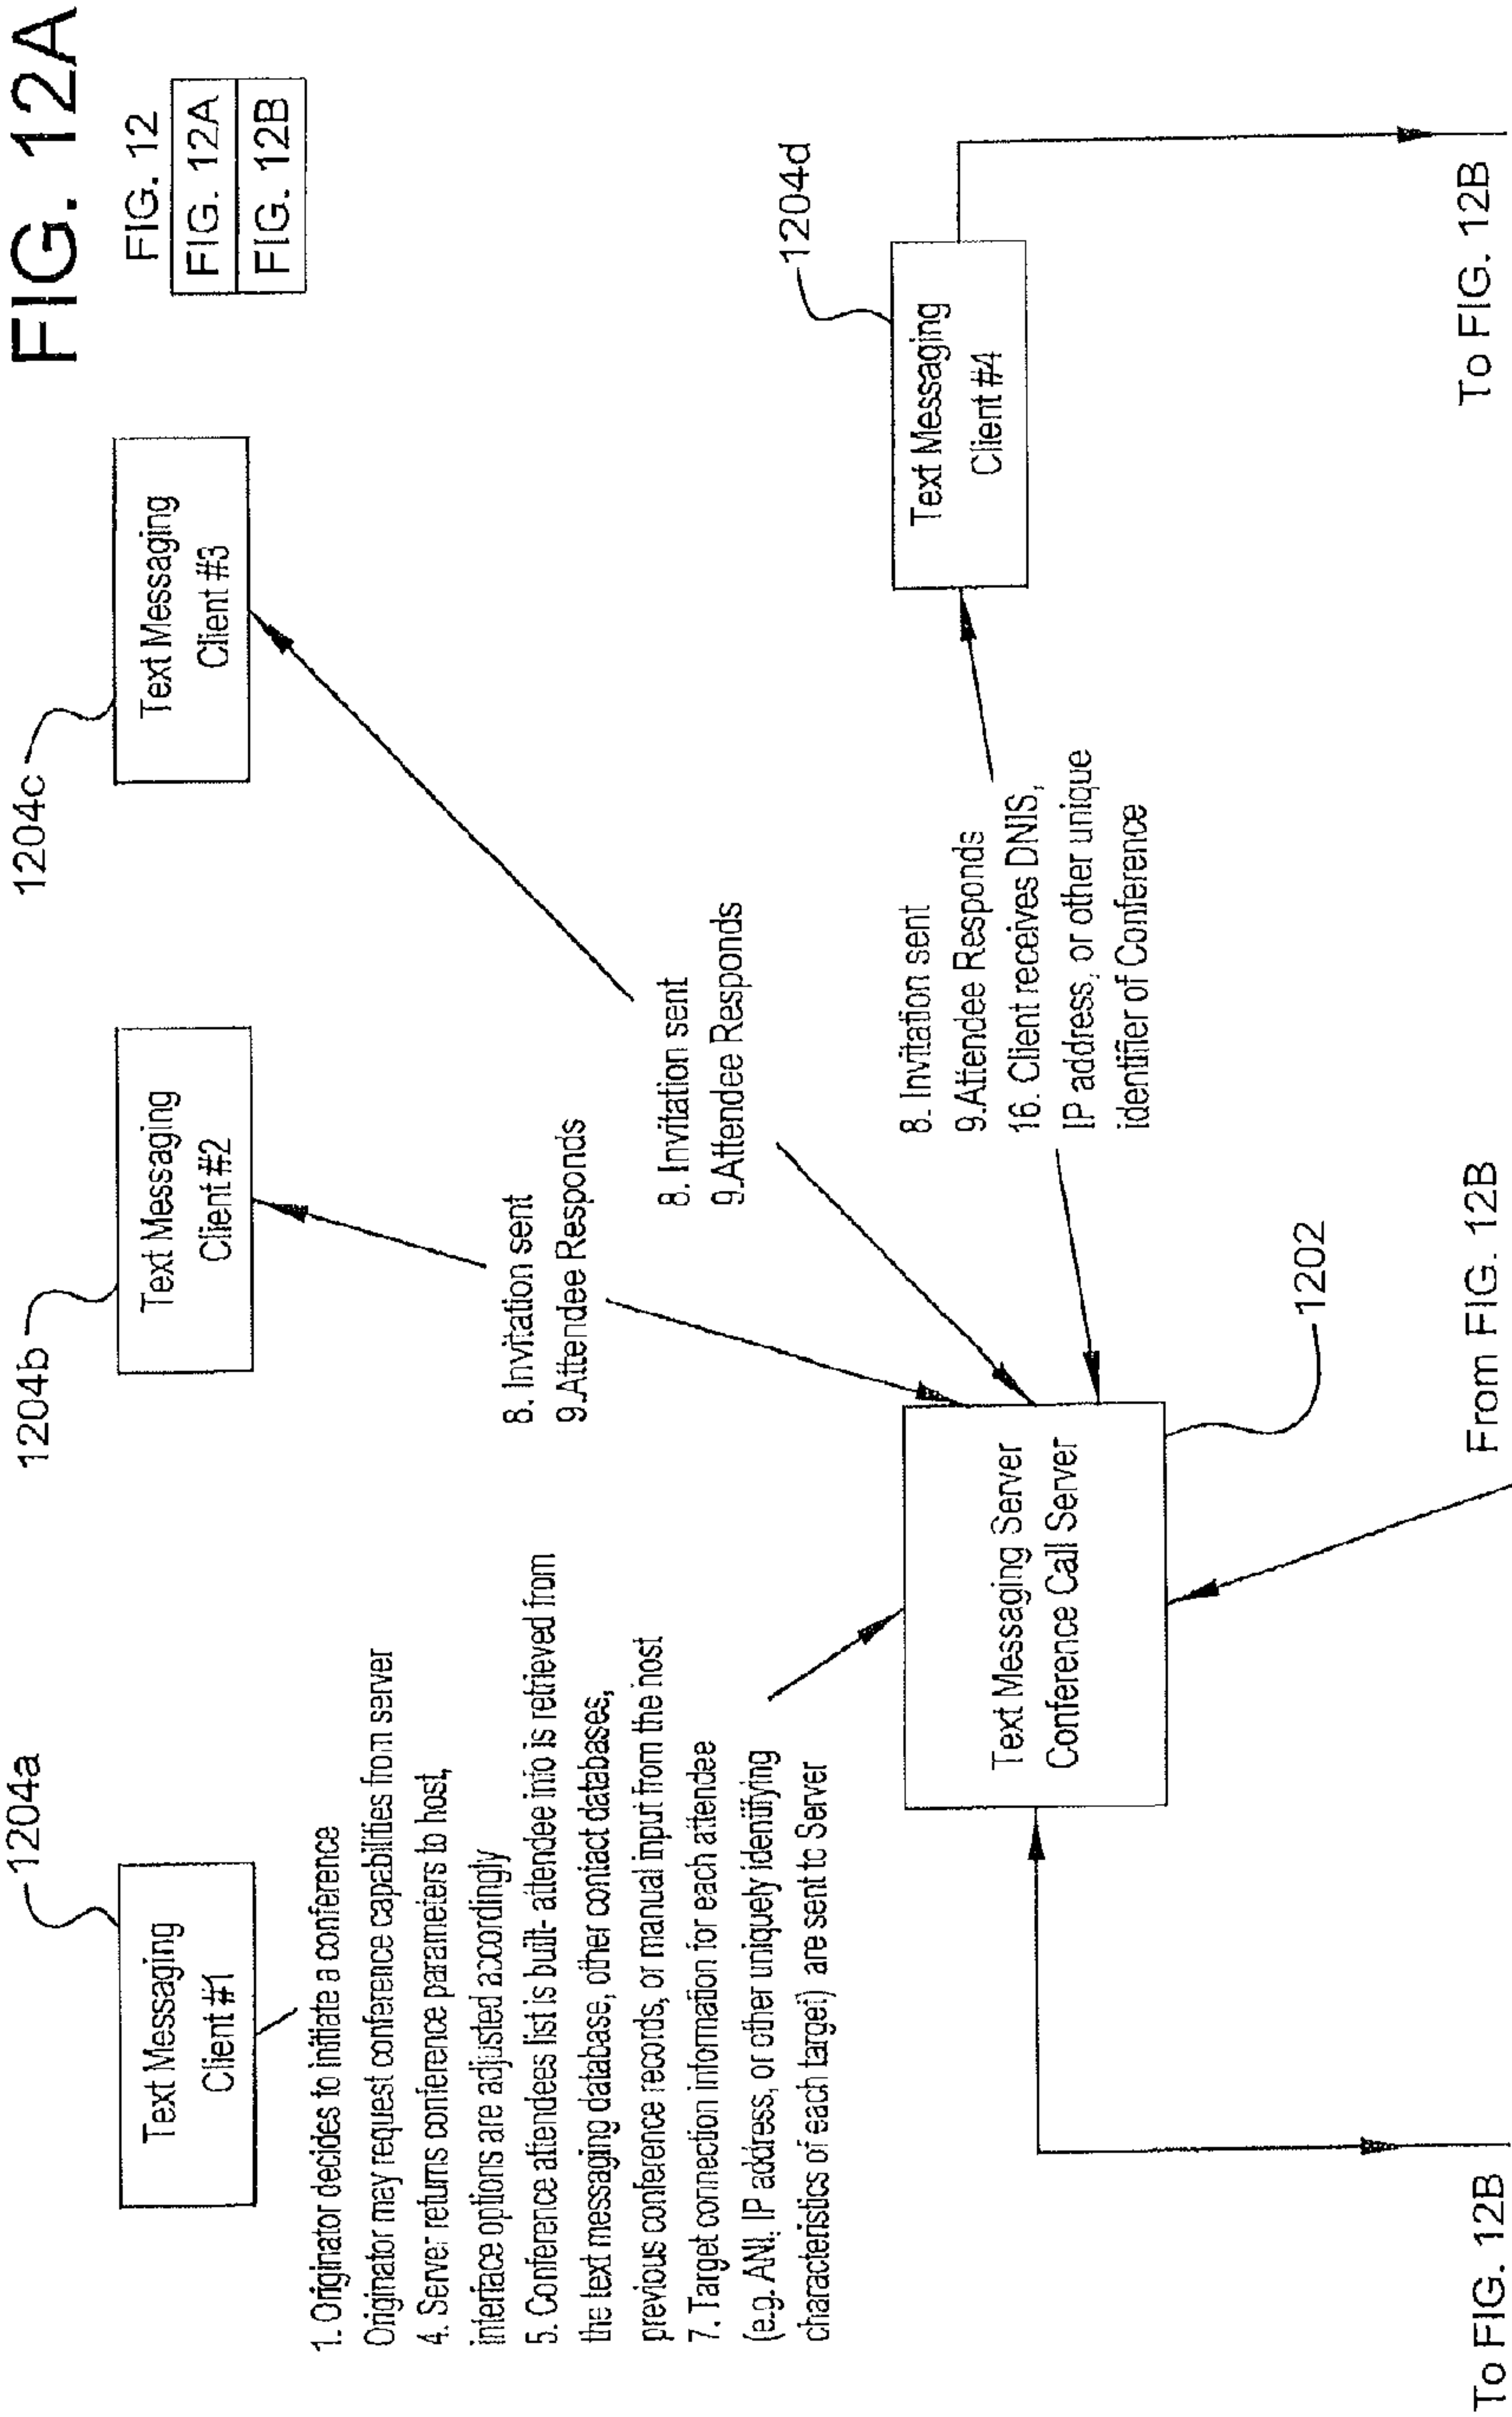 FIG. 12A
FIG. 12
FIG. 12A
FIG. 12B
1204a
Text Messaging
Client #1
1204b
Text Messaging
Client #2
1204c
Text Messaging
Client #3
1. Originator decides to initiate a conference
Originator may request conference capabilities from server
4. Server returns conference parameters to host,
interface options are adjusted accordingly
5. Conference attendees list is built- attendee info is retrieved from
the text messaging database, other contact databases,
previous conference records, or manual input from the host
7. Target connection information for each attendee
(e.g. ANI, IP address, or other uniquely identifying
characteristics of each target) are sent to Server
8. Invitation sent
9.Attendee Responds
8. Invitation sent
9.Attendee Responds
8. Invitation sent
9.Attendee Responds
16. Client receives DNIS,
IP address, or other unique
identifier of Conference
1204d
Text Messaging
Client #4
Text Messaging Server
Conference Call Server
1202
To FIG. 12B
From FIG. 12B
To FIG. 12B